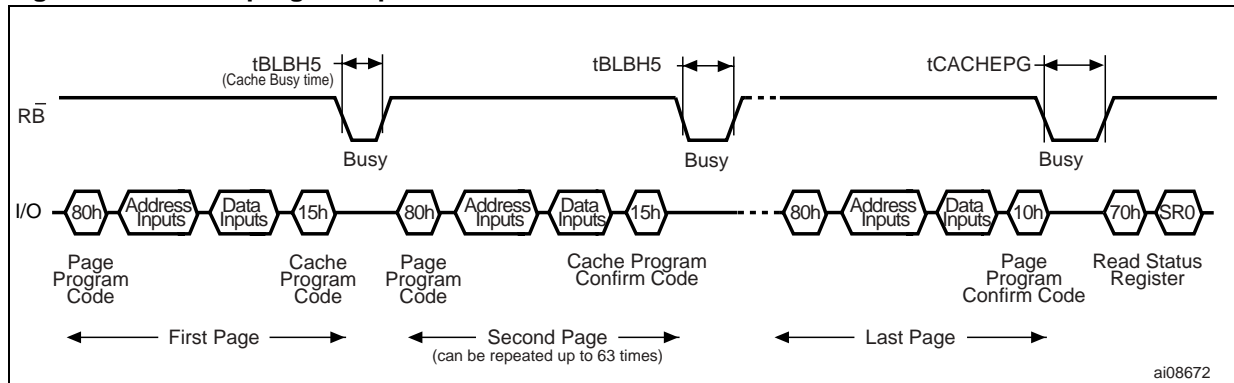 tBLBH5
(Cache Busy time)
tBLBH5
tCACHEPG
RB
Busy
Busy
Busy
I/O
80h
Address
Inputs
Data
Inputs
15h
80h
Address
Inputs
Data
Inputs
15h
80h
Address
Inputs
Data
Inputs
10h
70h
SR0
Page
Program
Code
Cache
Program
Code
Page
Program
Code
Cache Program
Confirm Code
Page
Program
Confirm Code
Read Status
Register
First Page
Second Page
(can be repeated up to 63 times)
Last Page
ai08672